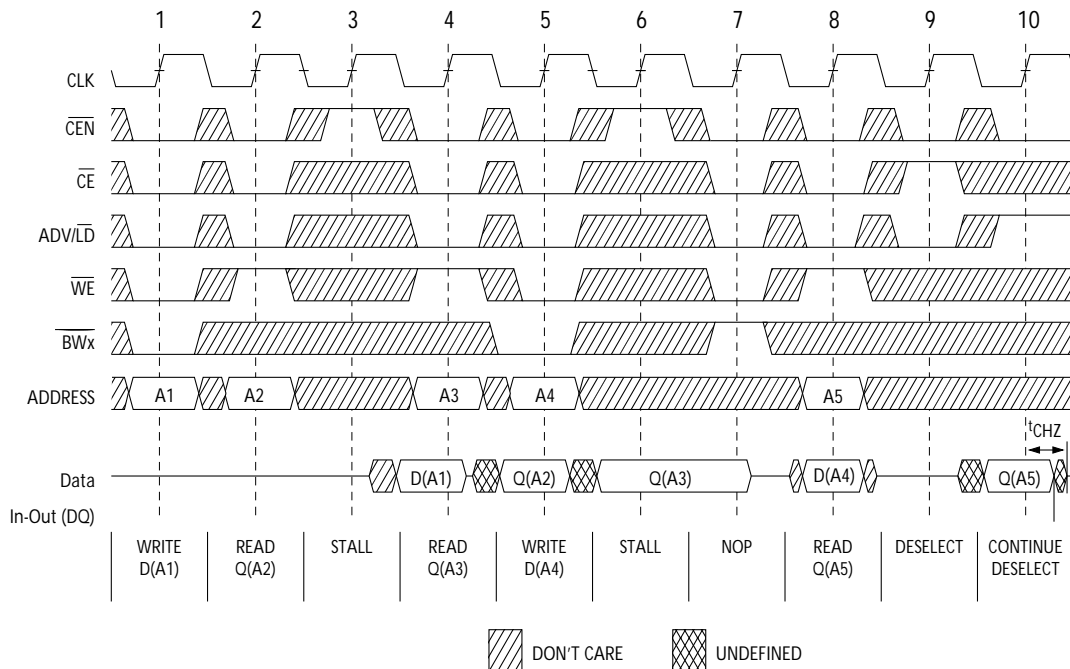 1 2 3 4 5 6 7 8 9 10
CLK
CEN
CE
ADV/LD
WE
BWx
ADDRESS A1 A2 A3 A4 A5
tCHZ
Data D(A1) Q(A2) Q(A3) D(A4) Q(A5)
In-Out (DQ)
WRITE READ STALL READ WRITE STALL NOP READ DESELECT CONTINUE
D(A1) Q(A2) Q(A3) D(A4) Q(A5) DESELECT
DON'T CARE UNDEFINED